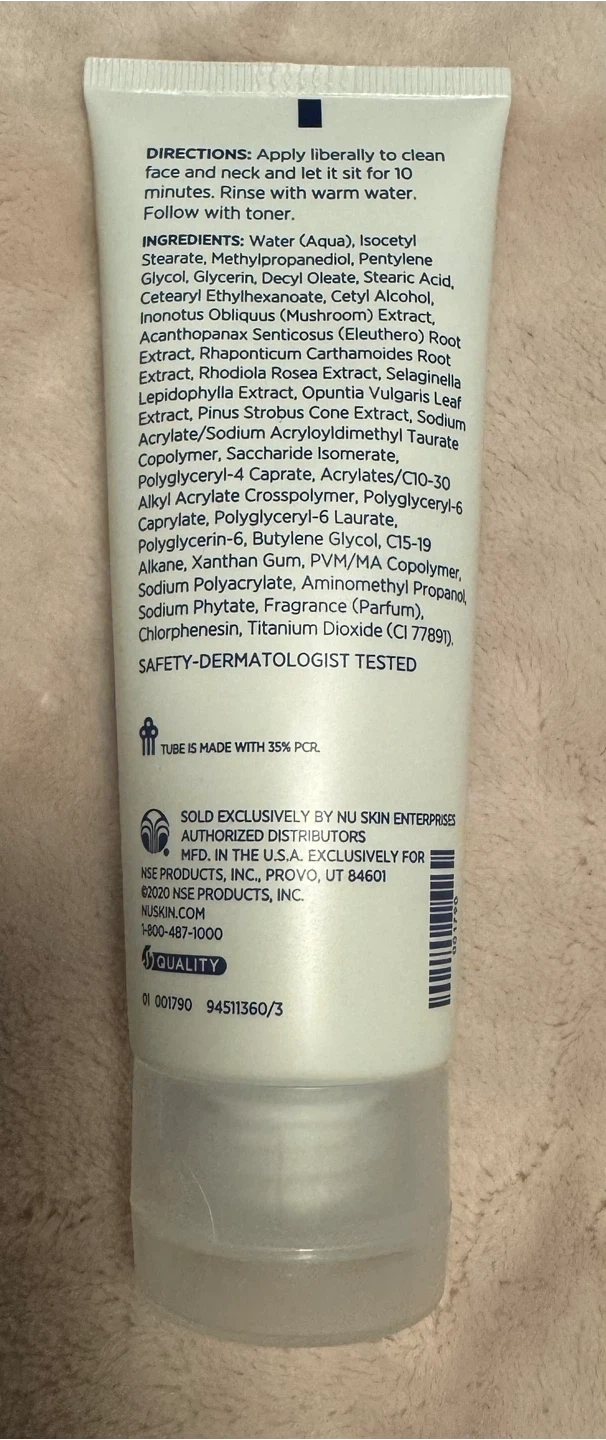 DIRECTIONS: Apply liberally to clean
face and neck and let it sit for 10
minutes. Rinse with warm water.
Follow with toner.
INGREDIENTS: Water (Aqua), Isocetyl
Stearate, Methylpropanediol, Pentylene
Glycol, Glycerin, Decyl Oleate, Stearic Acid,
Cetearyl Ethylhexanoate, Cetyl Alcohol,
Inonotus Obliquus (Mushroom) Extract,
Acanthopanax Senticosus (Eleuthero) Root
Extract, Rhaponticum Carthamoides Root
Extract, Rhodiola Rosea Extract, Selaginella
Lepidophylla Extract, Opuntia Vulgaris Leaf
Extract, Pinus Strobus Cone Extract, Sodium
Acrylate/Sodium Acryloyldimethyl Taurate
Copolymer, Saccharide Isomerate,
Polyglyceryl-4 Caprate, Acrylates/C10-30
Alkyl Acrylate Crosspolymer, Polyglyceryl-6
Caprylate, Polyglyceryl-6 Laurate,
Polyglycerin-6, Butylene Glycol, C15-19
Alkane, Xanthan Gum, PVM/MA Copolymer,
Sodium Polyacrylate, Aminomethyl Propanol,
Sodium Phytate, Fragrance (Parfum),
Chlorphenesin, Titanium Dioxide (CI 77891).
SAFETY-DERMATOLOGIST TESTED
TUBE IS MADE WITH 35% PCR.
SOLD EXCLUSIVELY BY NU SKIN ENTERPRISES
AUTHORIZED DISTRIBUTORS
MFD. IN THE U.S.A. EXCLUSIVELY FOR
NSE PRODUCTS, INC., PROVO, UT 84601
©2020 NSE PRODUCTS, INC.
NUSKIN.COM
1-800-487-1000
6S QUALITY
01 001790 94511360/3
001790